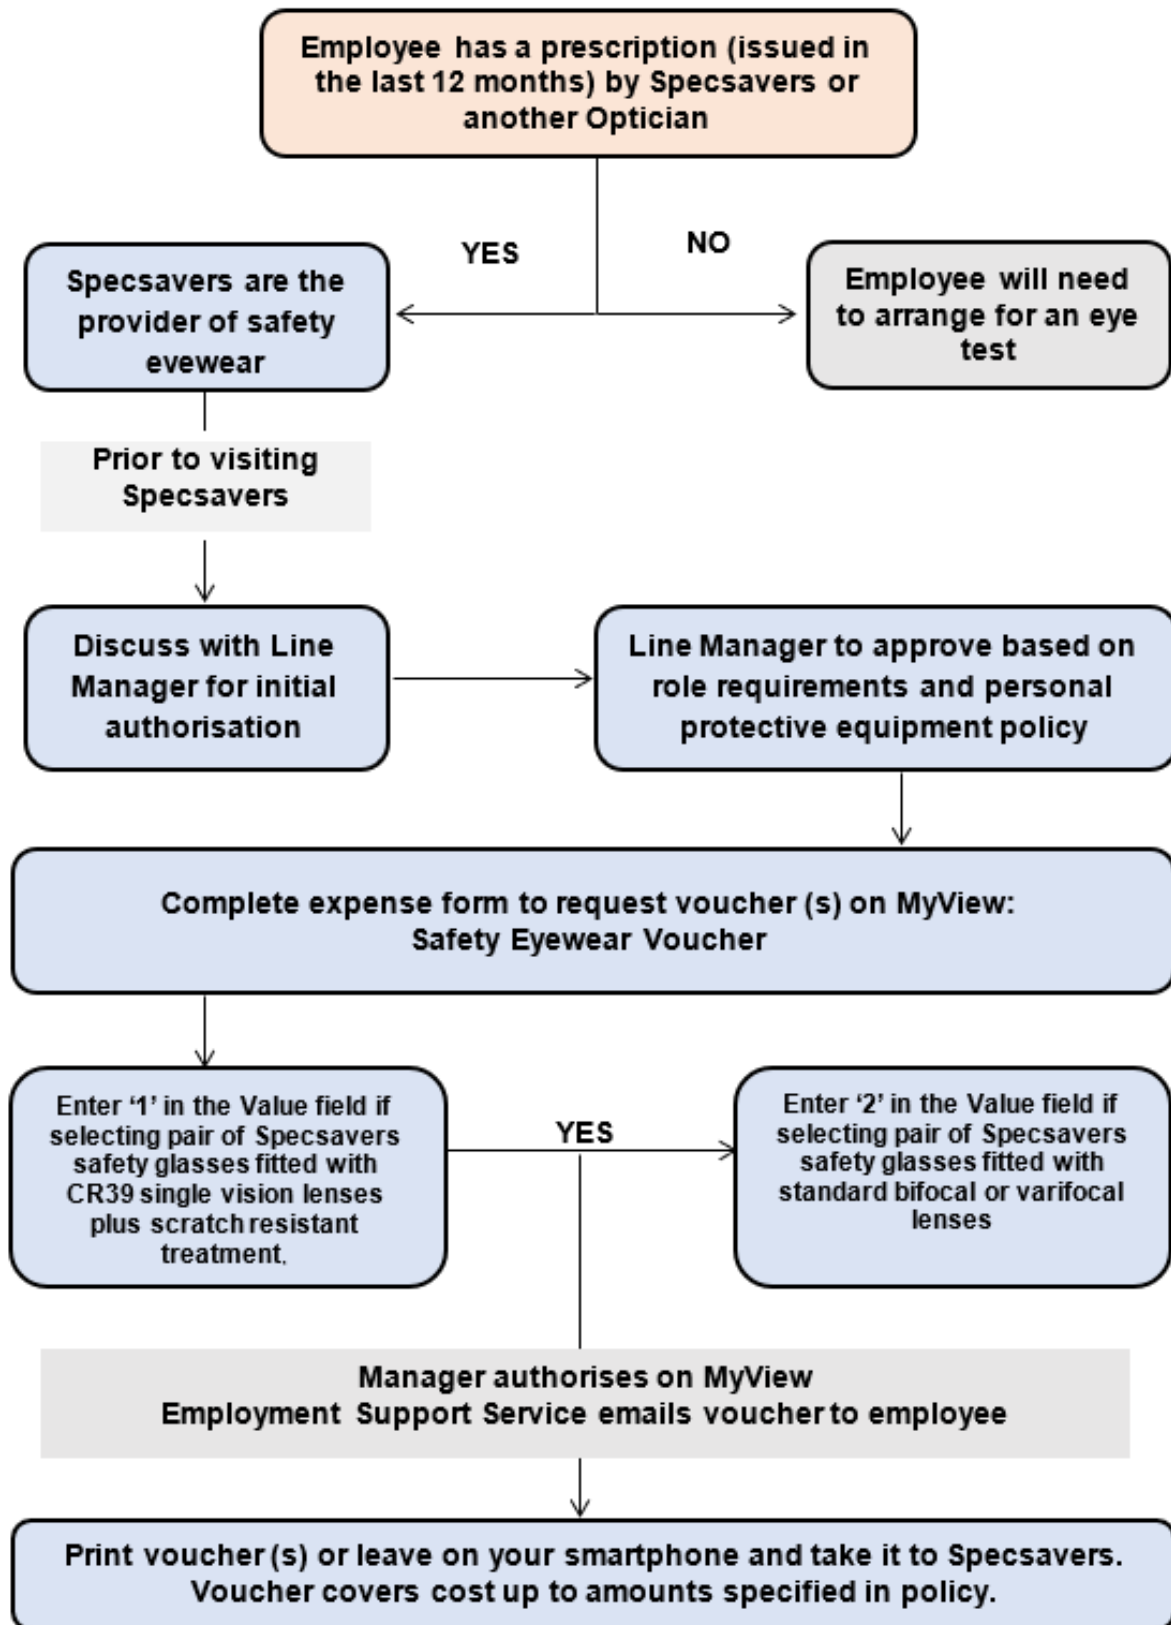 Employee has a prescription (issued in
the last 12 months) by Specsavers or
another Optician
YES
NO
Specsavers are the
provider of safety
evewear
Employee will need
to arrange for an eye
test
Prior to visiting
Specsavers
Discuss with Line
Manager for initial
authorisation
Line Manager to approve based on
role requirements and personal
protective equipment policy
Complete expense form to request voucher (s) on MyView:
Safety Eyewear Voucher
Enter ‘1’ in the Value field if
selecting pair of Specsavers
safety glasses fitted with
CR39 single vision lenses
plus scratch resistant
treatment.
YES
Enter ‘2’ in the Value field if
selecting pair of Specsavers
safety glasses fitted with
standard bifocal or varifocal
lenses
Manager authorises on MyView
Employment Support Service emails voucher to employee
Print voucher (s) or leave on your smartphone and take it to Specsavers.
Voucher covers cost up to amounts specified in policy.